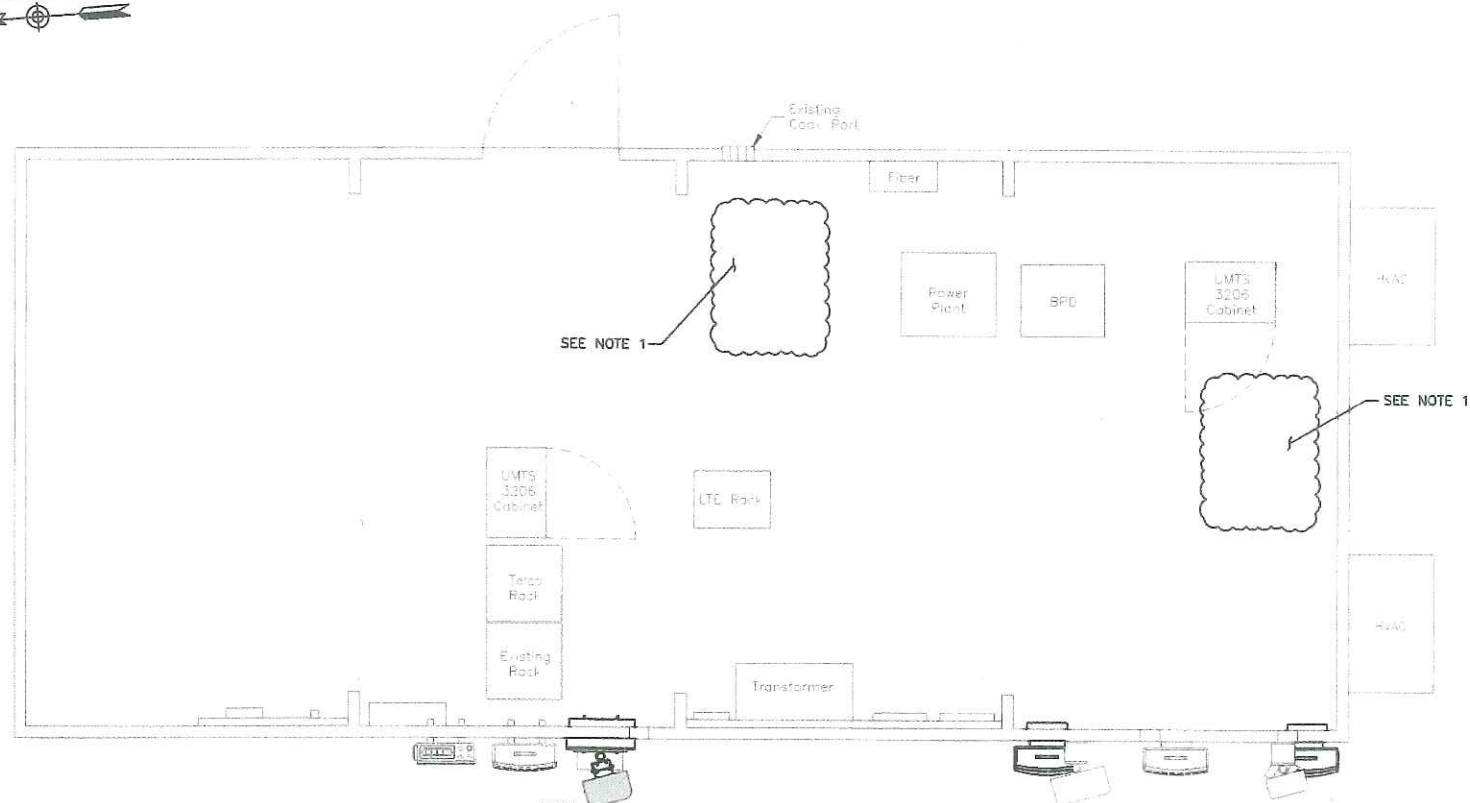 Existing
Coax Port
Fiber
Power
Plant
BPD
UMTS
3206
Cabinet
HVAC
SEE NOTE 1
SEE NOTE 1
UMTS
3206
Cabinet
LTE Rack
Telco
Rack
Existing
Rack
Transformer
HVAC